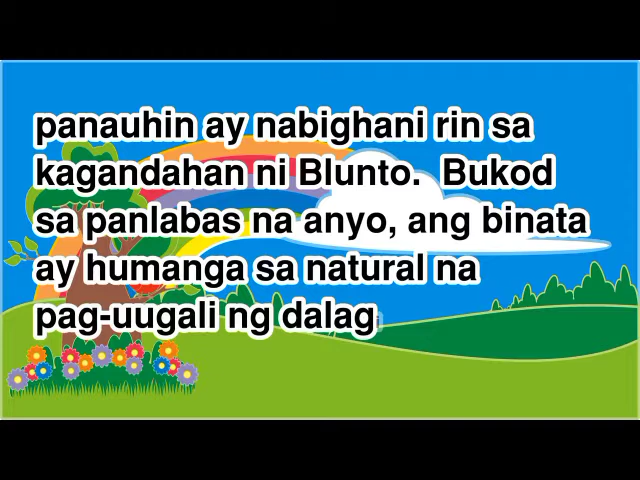 panauhin ay nabighani rin sa
kagandahan ni Blunto.  Bukod
sa panlabas na anyo, ang binata
ay humanga sa natural na
pag-uugali ng dalag